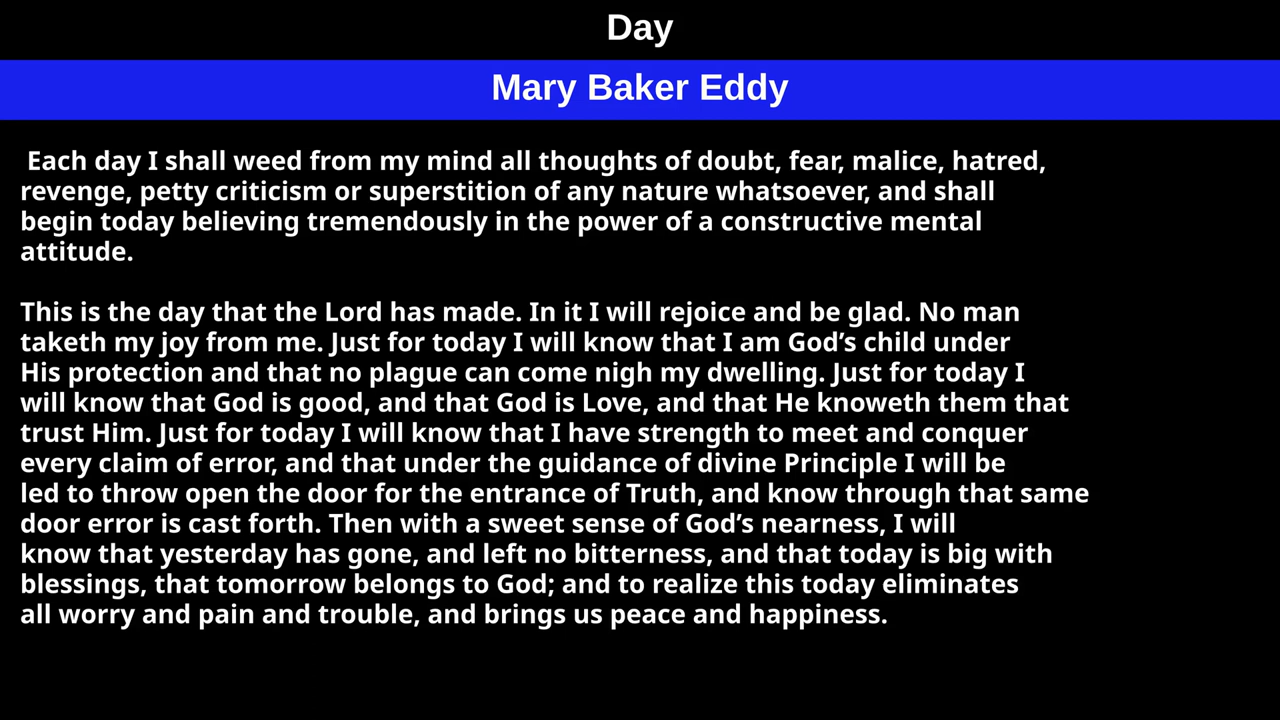 Day
Mary Baker Eddy
Each day I shall weed from my mind all thoughts of doubt, fear, malice, hatred,
revenge, petty criticism or superstition of any nature whatsoever, and shall
begin today believing tremendously in the power of a constructive mental
attitude.
This is the day that the Lord has made. In it I will rejoice and be glad. No man
taketh my joy from me. Just for today I will know that I am God’s child under
His protection and that no plague can come nigh my dwelling. Just for today I
will know that God is good, and that God is Love, and that He knoweth them that
trust Him. Just for today I will know that I have strength to meet and conquer
every claim of error, and that under the guidance of divine Principle I will be
led to throw open the door for the entrance of Truth, and know through that same
door error is cast forth. Then with a sweet sense of God’s nearness, I will
know that yesterday has gone, and left no bitterness, and that today is big with
blessings, that tomorrow belongs to God; and to realize this today eliminates
all worry and pain and trouble, and brings us peace and happiness.